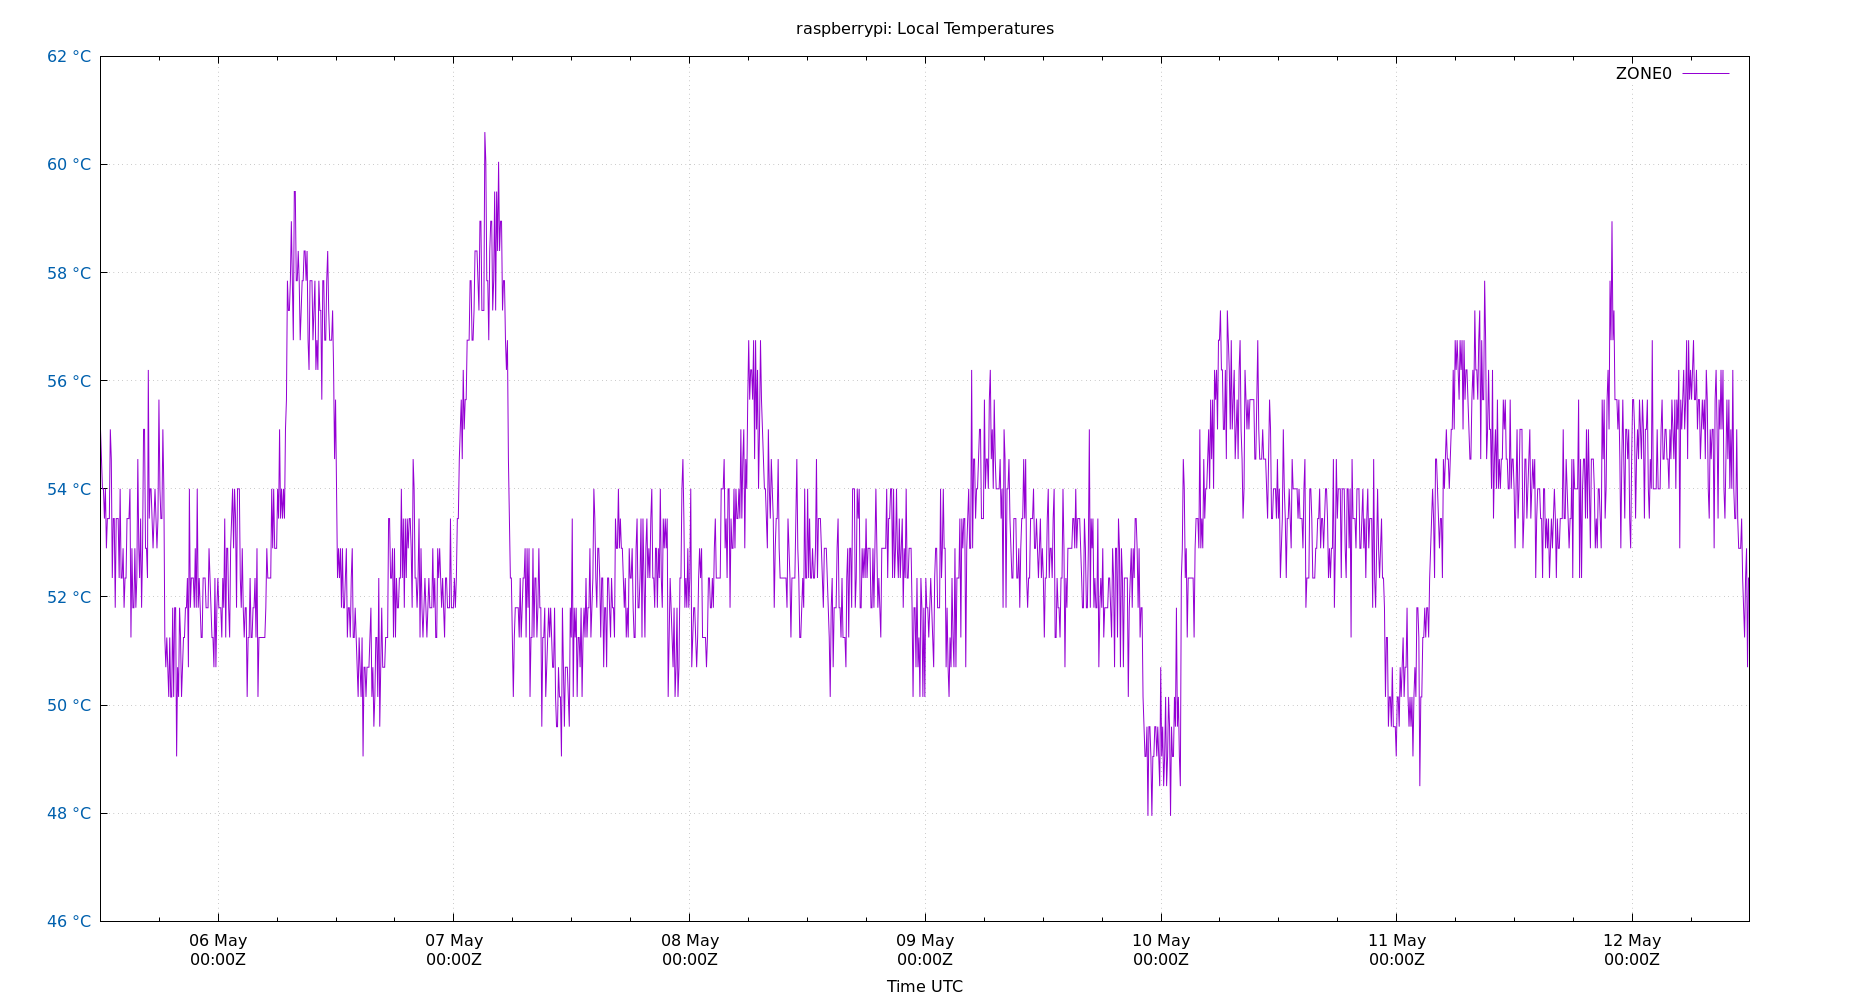 raspberrypi: Local Temperatures
62 °C
ZONE0
60 °C
58 °C
56 °C
54 °C
52 °C
50 °C
48 °C
46 °C
06 May 07 May 08 May 09 May 10 May 11 May 12 May
00:00Z 00:00Z 00:00Z 00:00Z 00:00Z 00:00Z 00:00Z
Time UTC